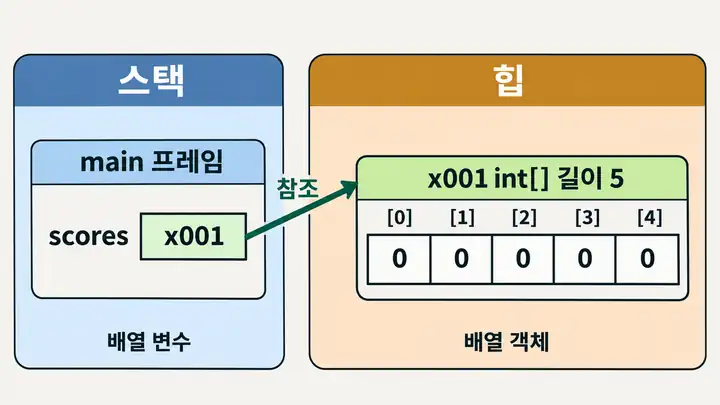 스택
main 프레임
scores
x001
배열 변수
참조
힙
x001 int[] 길이 5
[0] [1] [2] [3] [4]
0 0 0 0 0
배열 객체